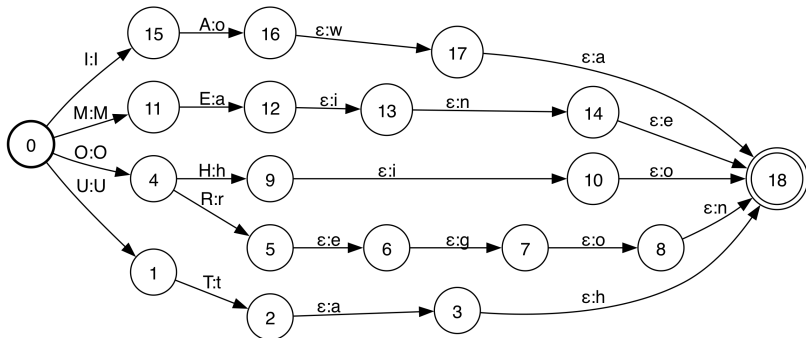 15 A:o 16 ε:w 17 ε:a
I:I
M:M 11 E:a 12 ε:i 13 ε:n 14 ε:e
0
O:O 4 H:h 9 ε:i 10 ε:o 18
U:U R:r
5 ε:e 6 ε:g 7 ε:o 8 ε:n
1 T:t
2 ε:a 3 ε:h